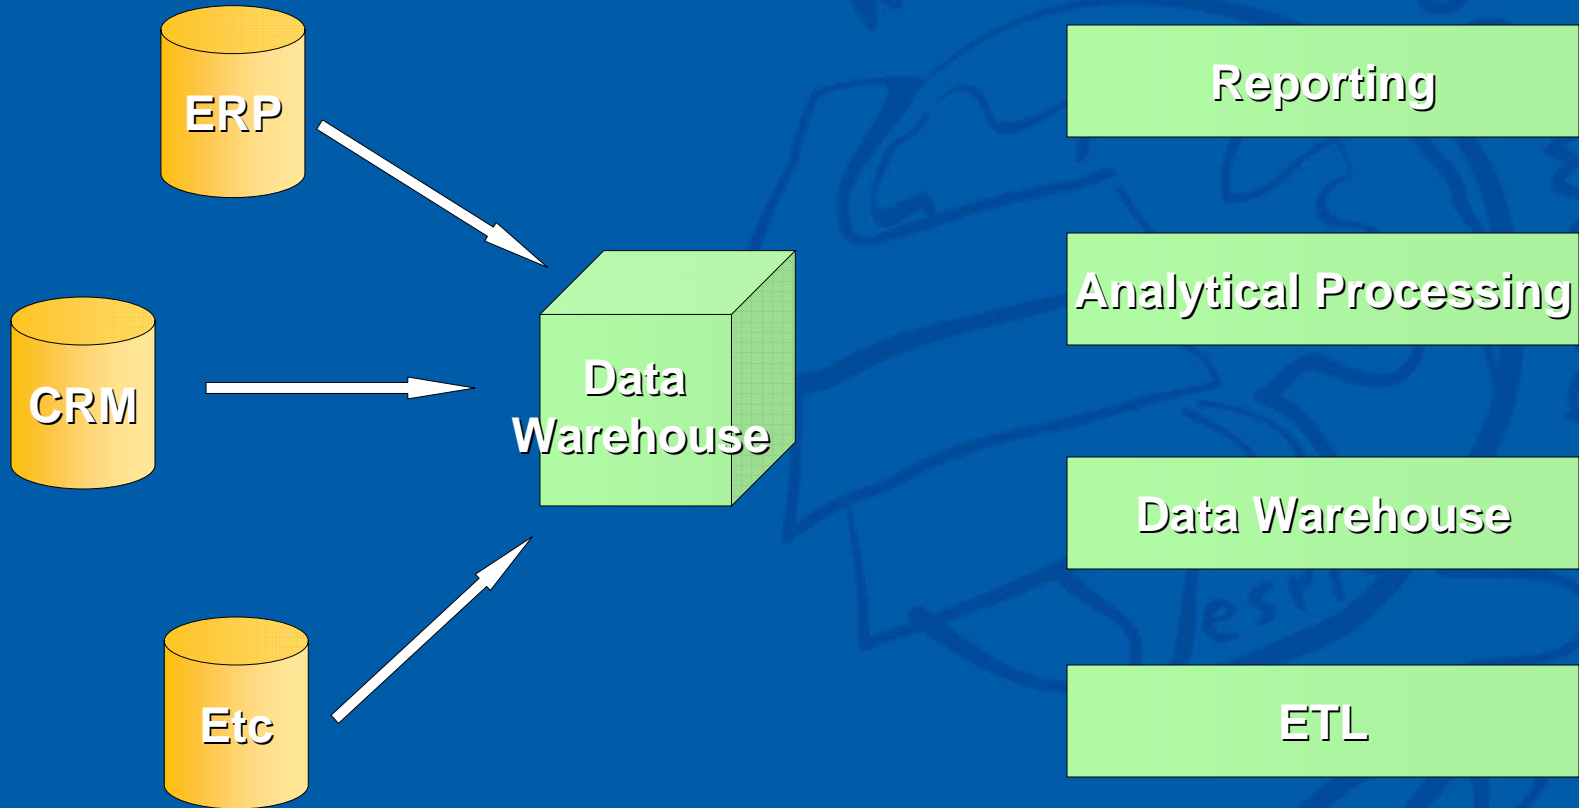 ERP
CRM
Etc
Data
Warehouse
Reporting
Analytical Processing
Data Warehouse
ETL